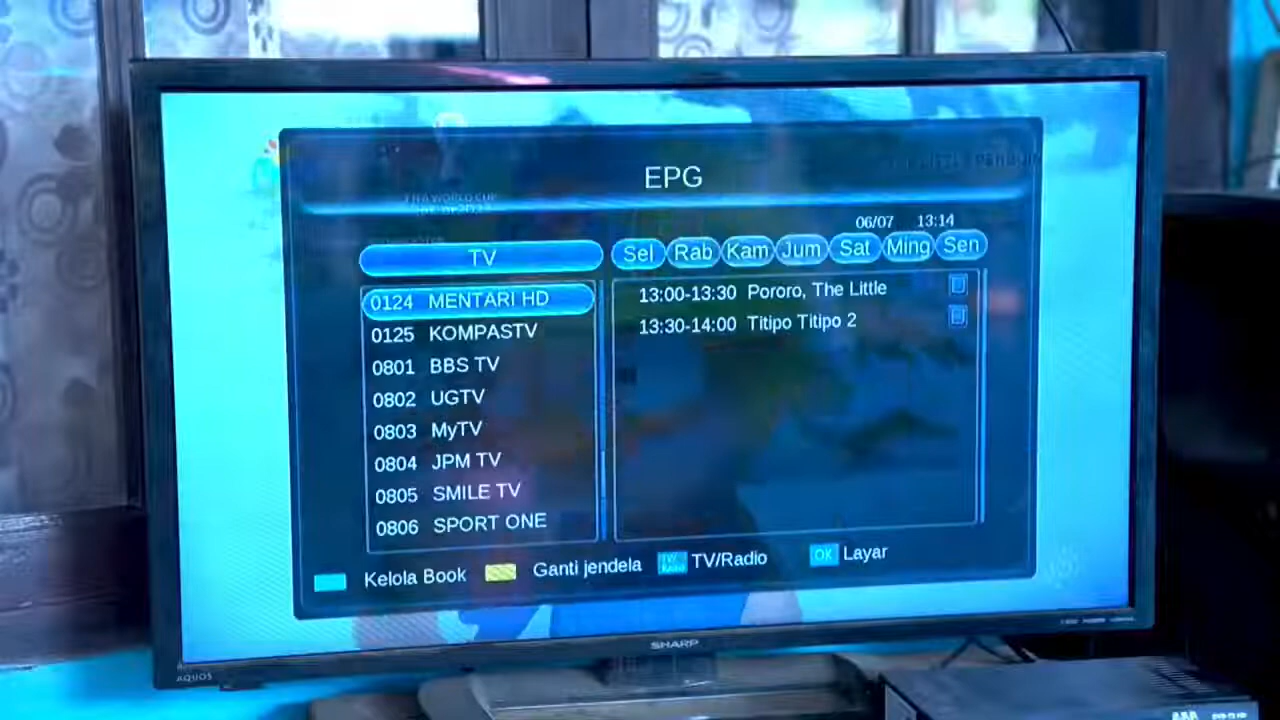 EPG
06/07 13:14
TV
Sel Rab Kam Jum Sat Ming Sen
0124 MENTARI HD
0125 KOMPASTV
0801 BBS TV
0802 UGTV
0803 MyTV
0804 JPM TV
0805 SMILE TV
0806 SPORT ONE
13:00-13:30 Pororo, The Little
13:30-14:00 Titipo Titipo 2
Kelola Book Ganti jendela TV/Radio OK Layar
SHARP
AQUOS